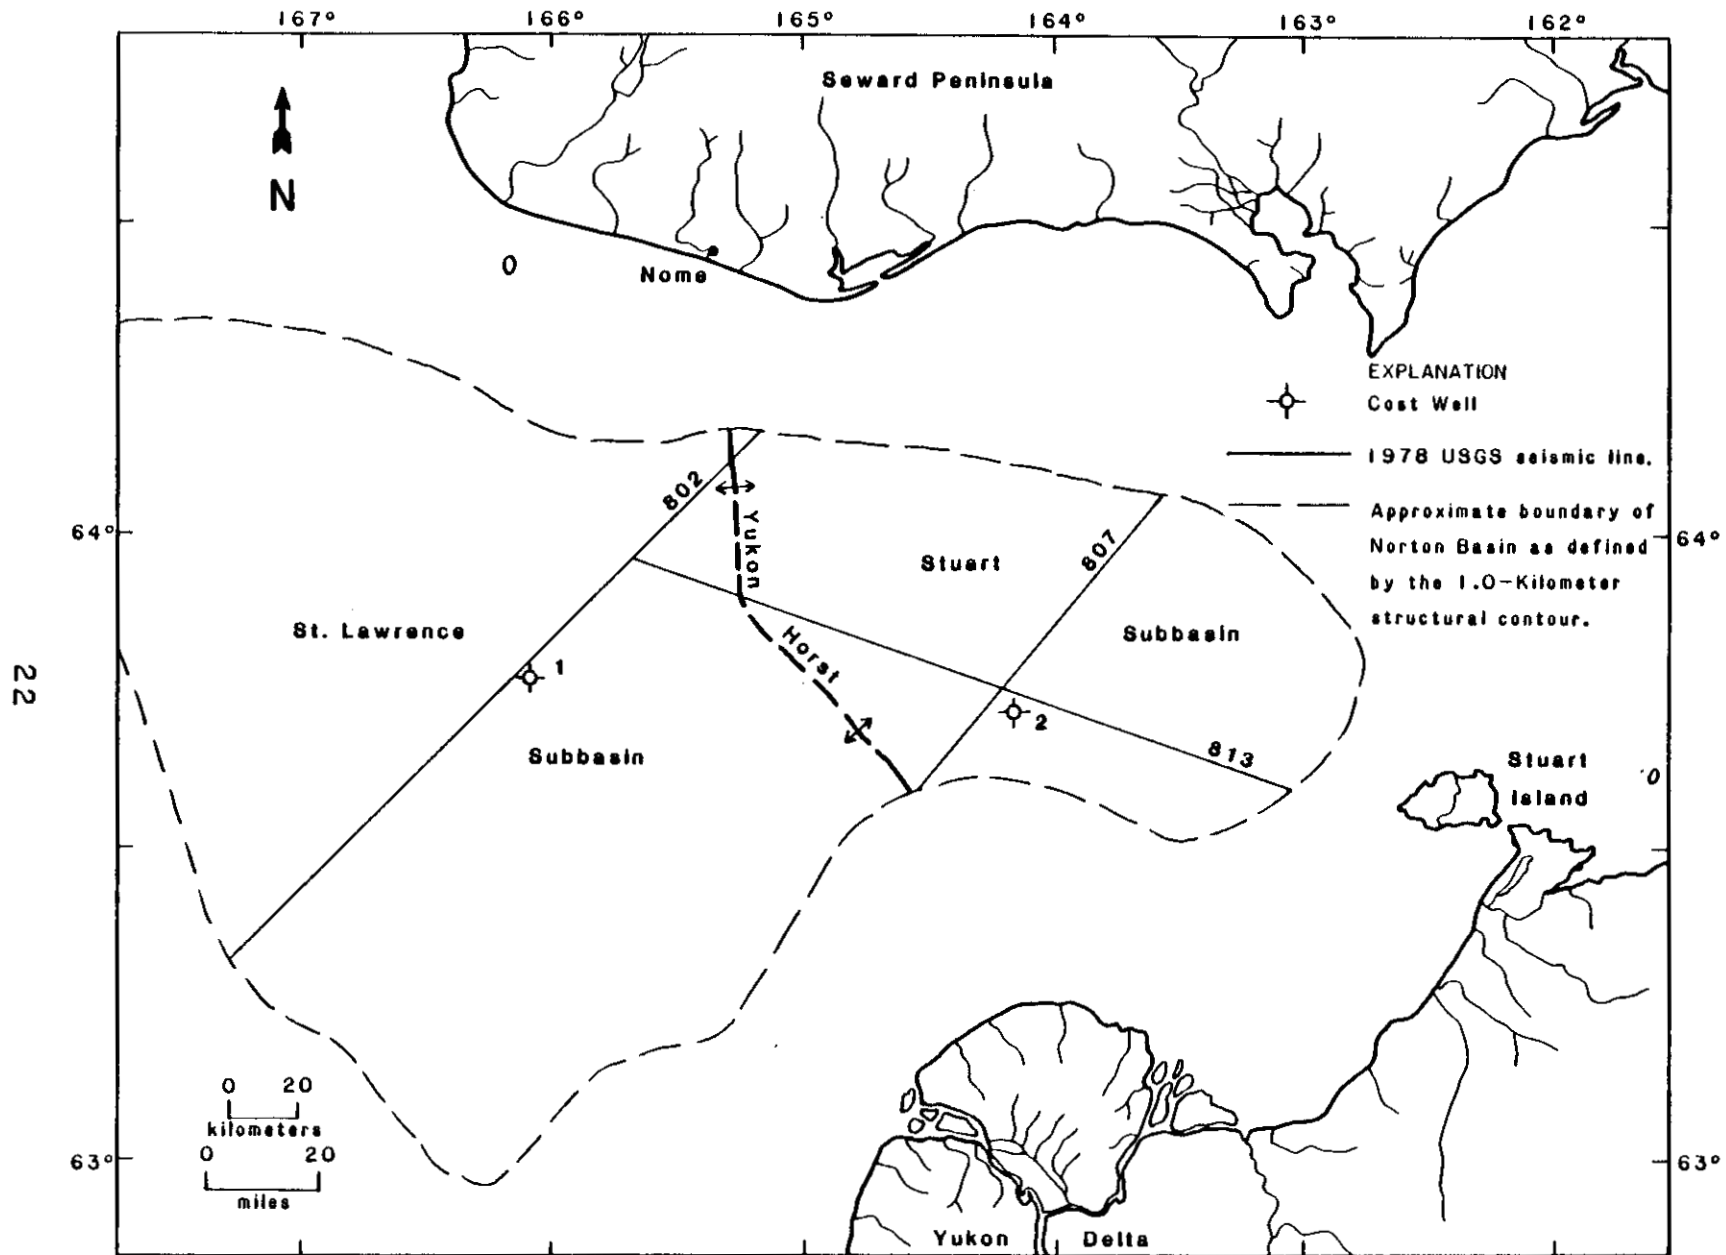 167° 166° 165° 164° 163° 162°
Seward Peninsula
N
Nome
EXPLANATION
Cost Well
1978 USGS seismic line.
Approximate boundary of
Norton Basin as defined
by the 1.0-Kilometer
structural contour.
802
Yukon
Horst
807
813
64°
64°
Stuart
Subbasin
St. Lawrence
Subbasin
1
2
Stuart
Island
22
0 20
kilometers
0 20
miles
63°
63°
Yukon Delta